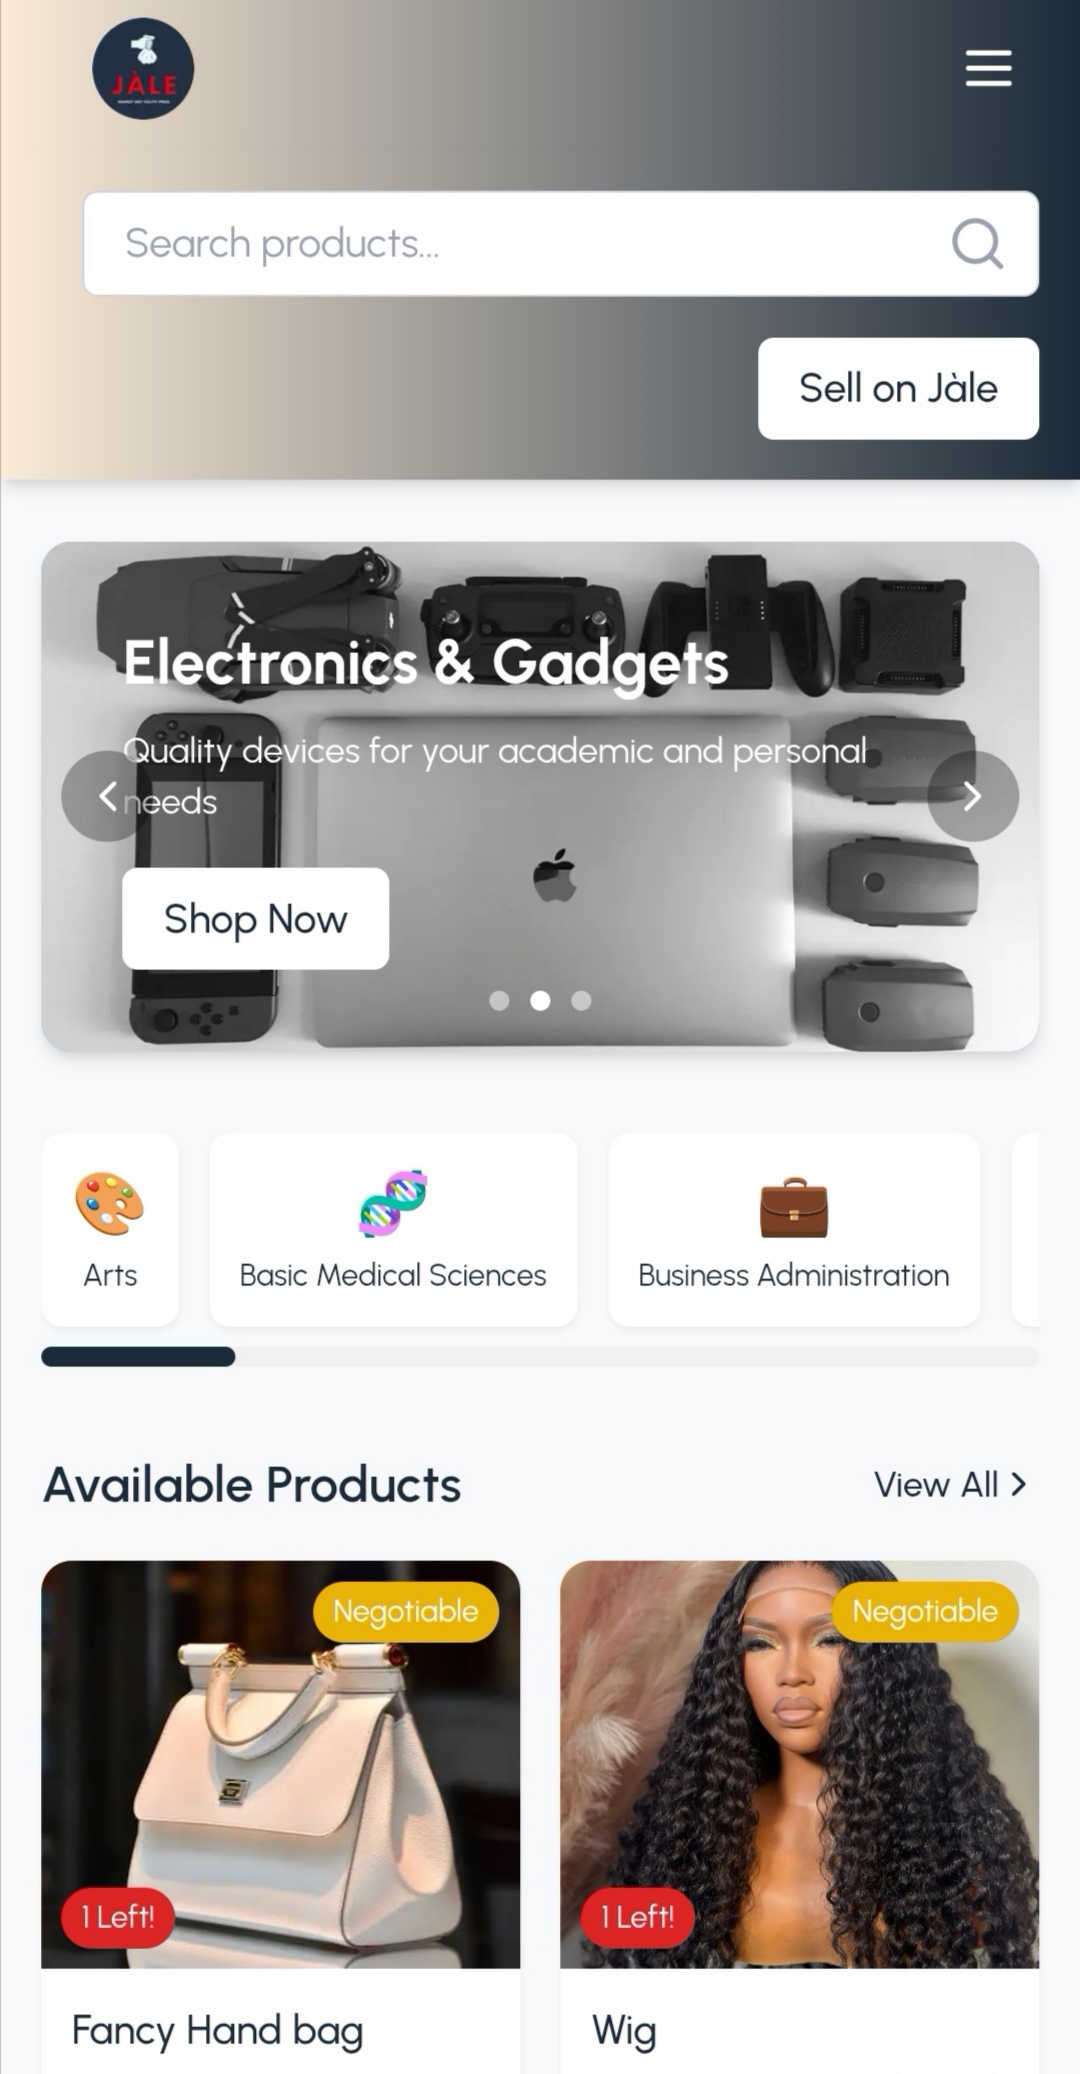 JÀLE
Search products...
Sell on Jàle
Electronics & Gadgets
Quality devices for your academic and personal
needs
Shop Now
Arts
Basic Medical Sciences
Business Administration
Available Products
View All
Negotiable
Negotiable
1 Left!
1 Left!
Fancy Hand bag
Wig